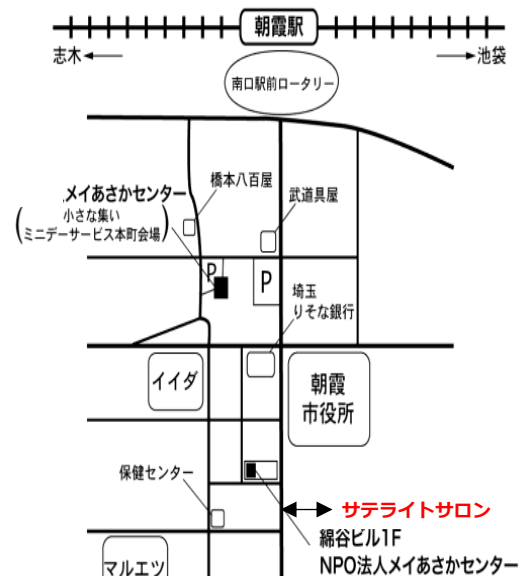 朝霞駅
志木
池袋
南口駅前ロータリー
橋本八百屋
武道具屋
メイあさかセンター
小さな集い
ミニデーサービス本町会場
P
P
埼玉
りそな銀行
イイダ
朝霞
市役所
保健センター
サテライトサロン
綿谷ビル1F
NPO法人メイあさかセンター
マルエツ